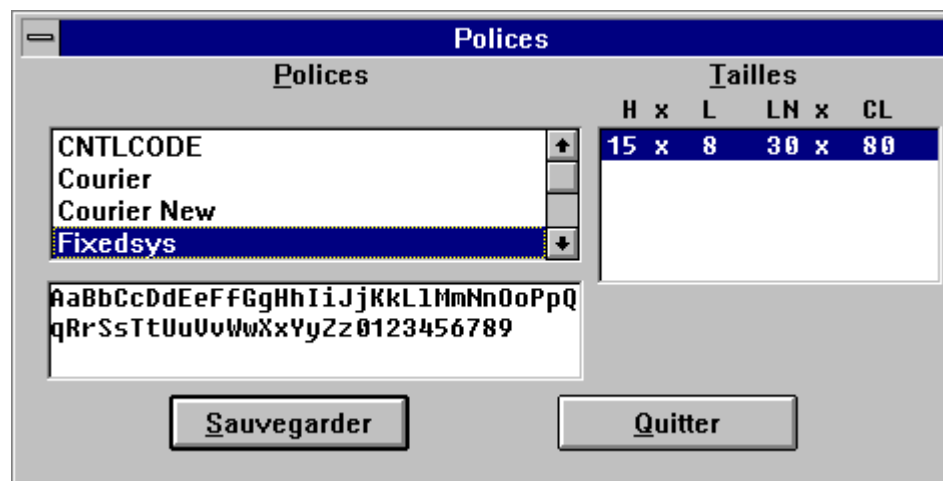 Polices
Polices
Tailles
H x L LN x CL
CNTLCODE
Courier
Courier New
Fixedsys
15 x 8 30 x 80
AaBbCcDdEeFfGgHhIiJjKkLlMmNnOoPpQ
qRrSsTtUuVvWwXxYyZz0123456789
Sauvegarder
Quitter